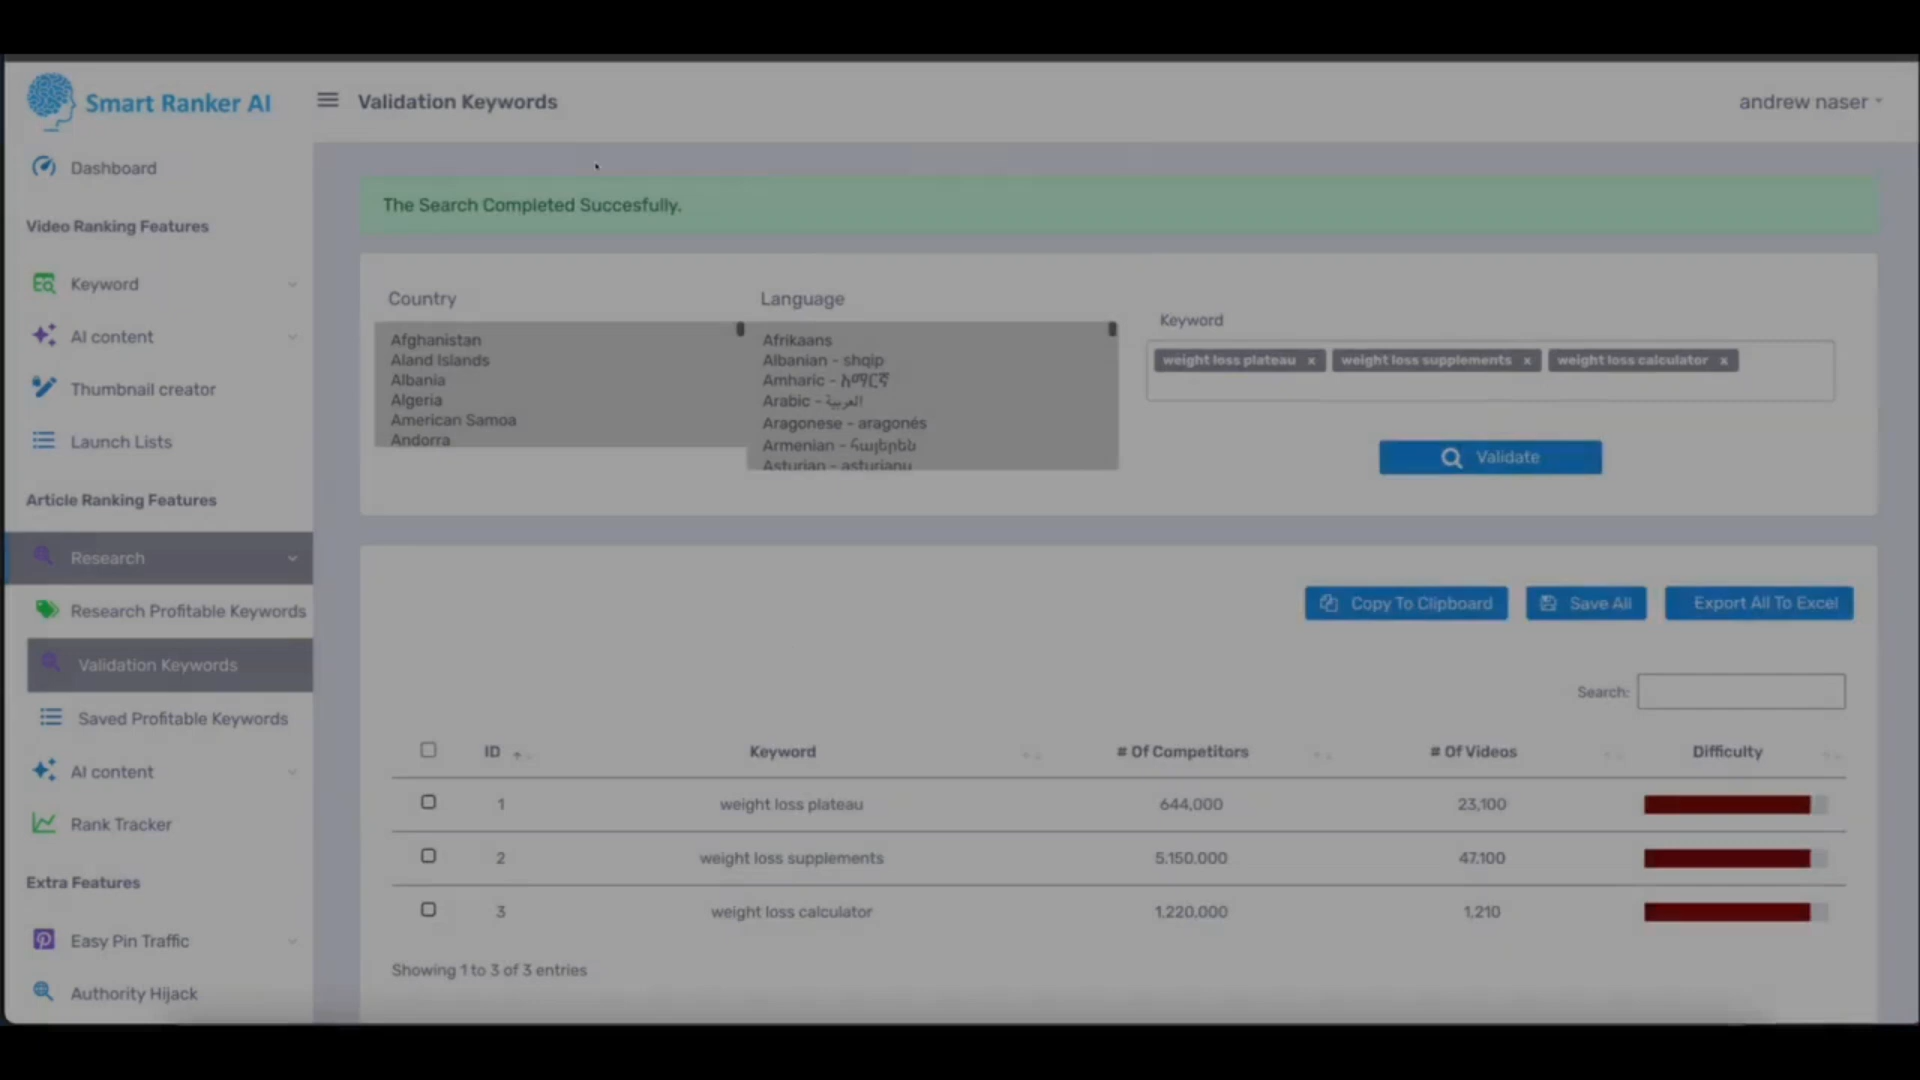 Smart Ranker AI
Validation Keywords
andrew naser
Dashboard
Video Ranking Features
Keyword
AI content
Thumbnail creator
Launch Lists
Article Ranking Features
Research
Research Profitable Keywords
Validation Keywords
Saved Profitable Keywords
AI content
Rank Tracker
Extra Features
Easy Pin Traffic
Authority Hijack
The Search Completed Succesfully.
Country
Afghanistan
Aland Islands
Albania
Algeria
American Samoa
Andorra
Language
Afrikaans
Albanian - shqip
Amharic - አማርኛ
Arabic - العربية
Aragonese - aragonés
Armenian - հայերեն
Asturian - asturianu
Keyword
weight loss plateau x weight loss supplements x weight loss calculator x
Validate
Copy To Clipboard Save All Export All To Excel
Search:
ID Keyword # Of Competitors # Of Videos Difficulty
1 weight loss plateau 644,000 23,100
2 weight loss supplements 5,150,000 47,100
3 weight loss calculator 1,220,000 1,210
Showing 1 to 3 of 3 entries